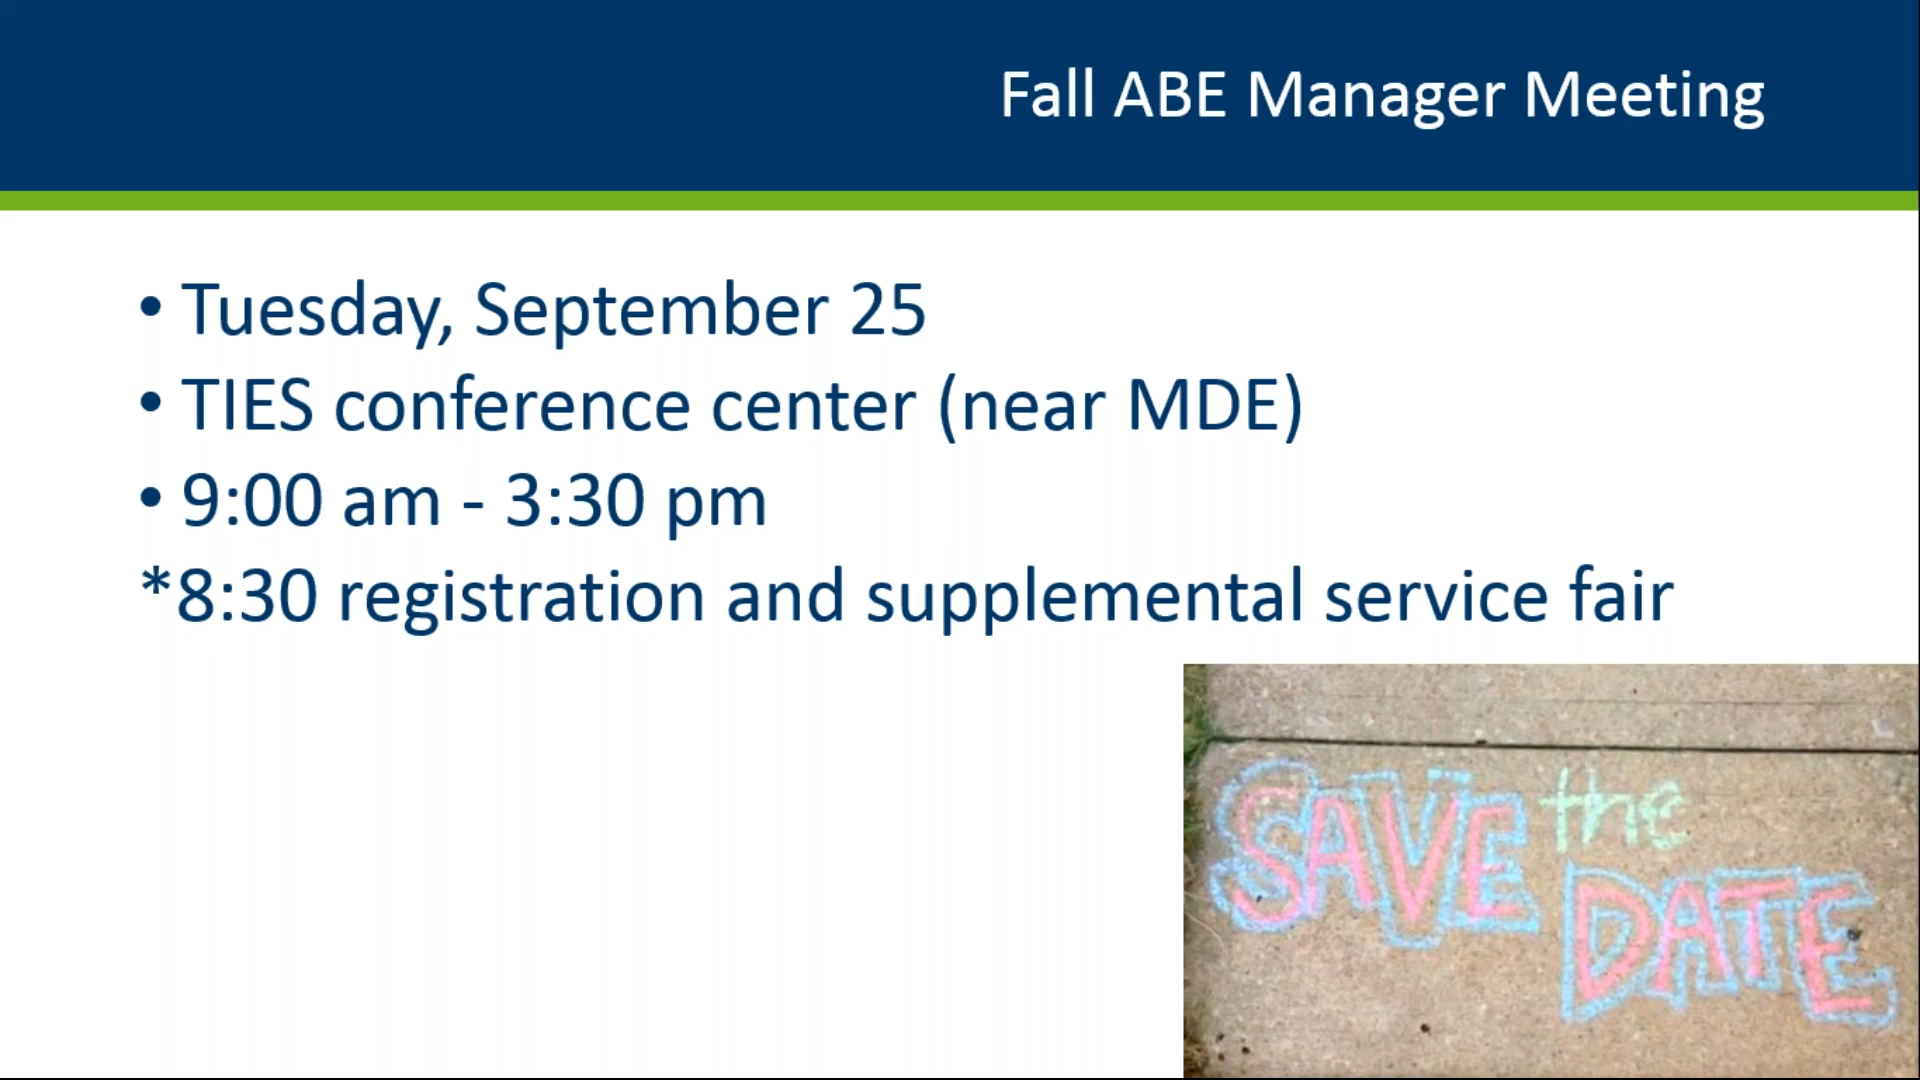 Fall ABE Manager Meeting
• Tuesday, September 25
• TIES conference center (near MDE)
• 9:00 am - 3:30 pm
*8:30 registration and supplemental service fair
SAVE the
DATE